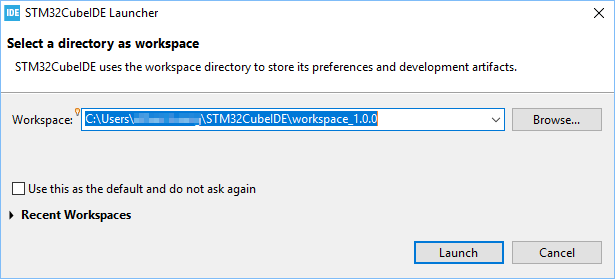 IDE STM32CubeIDE Launcher
Select a directory as workspace
STM32CubeIDE uses the workspace directory to store its preferences and development artifacts.
Workspace: C:\Users\ \STM32CubeIDE\workspace_1.0.0 Browse...
Use this as the default and do not ask again
Recent Workspaces
Launch Cancel